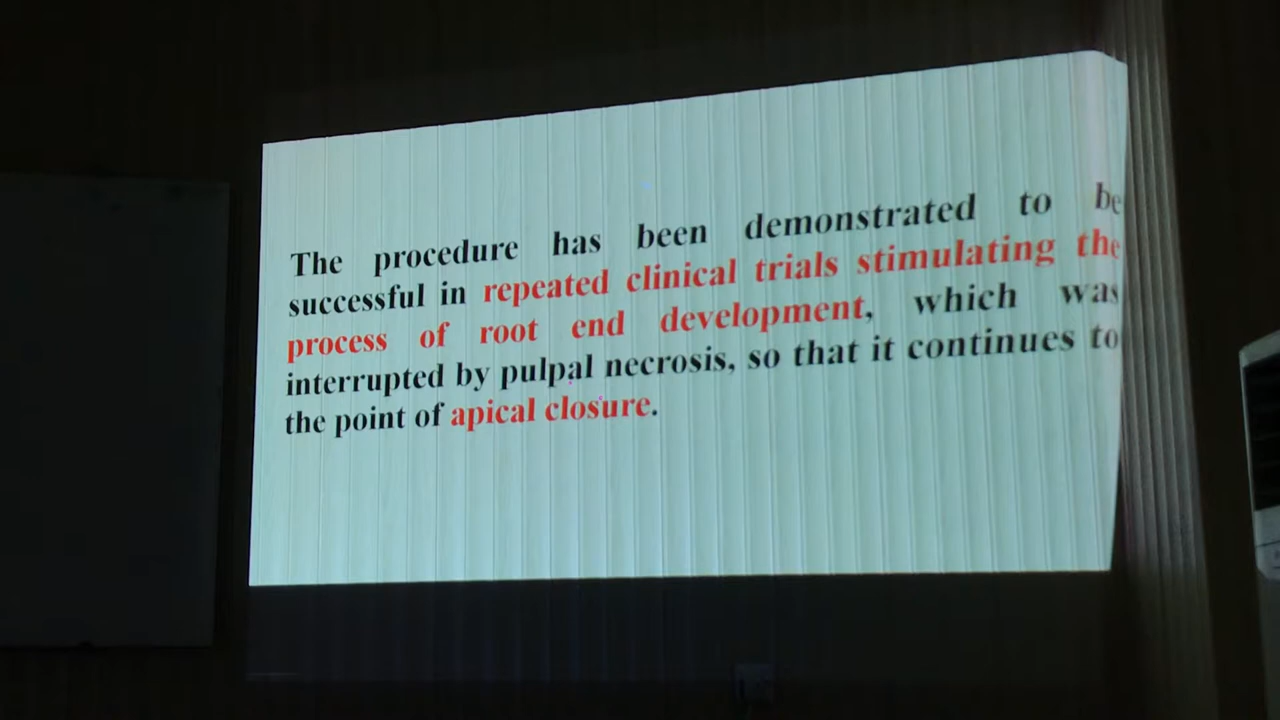 The procedure has been demonstrated to be
successful in repeated clinical trials stimulating the
process of root end development, which was
interrupted by pulpal necrosis, so that it continues to
the point of apical closure.